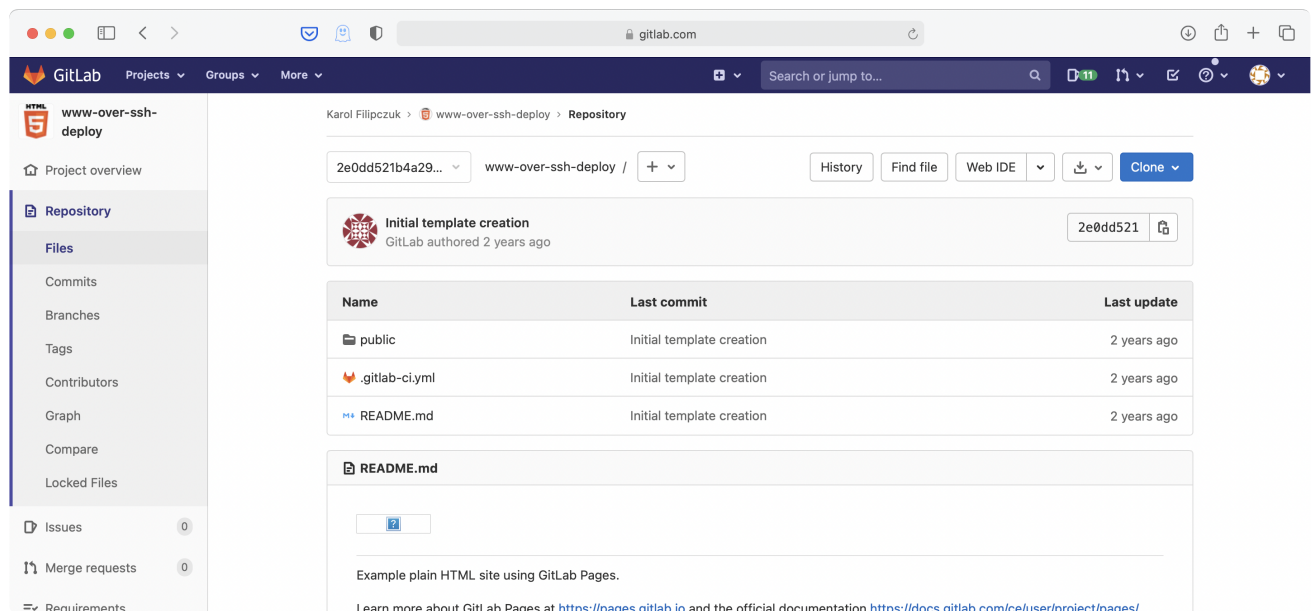 gitlab.com
GitLab Projects Groups More Search or jump to... 11
HTML
5
www-over-ssh-
deploy
Project overview
Repository
Files
Commits
Branches
Tags
Contributors
Graph
Compare
Locked Files
Issues 0
Merge requests 0
Requirements
Karol Filipczuk > www-over-ssh-deploy > Repository
2e0dd521b4a29... www-over-ssh-deploy / + History Find file Web IDE Clone
Initial template creation
GitLab authored 2 years ago
2e0dd521
Name Last commit Last update
public Initial template creation 2 years ago
.gitlab-ci.yml Initial template creation 2 years ago
README.md Initial template creation 2 years ago
README.md
?
Example plain HTML site using GitLab Pages.
Learn more about GitLab Pages at https://pages.gitlab.io and the official documentation https://docs.gitlab.com/ce/user/project/pages/